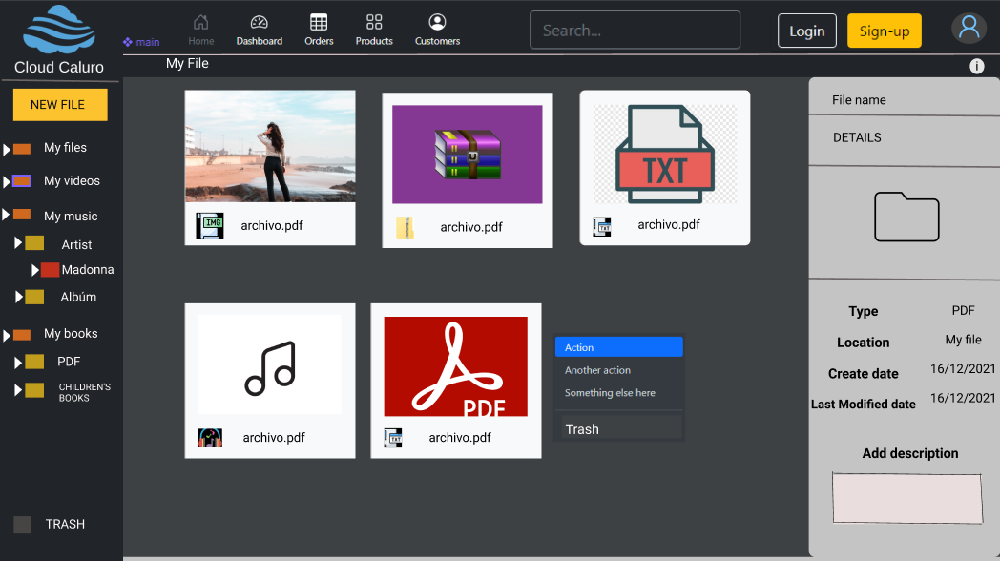 Cloud Caluro
main
Home
Dashboard
Orders
Products
Customers
Search...
Login
Sign-up
My File
i
NEW FILE
My files
My videos
My music
Artist
Madonna
Albúm
My books
PDF
CHILDREN'S
BOOKS
TRASH
IMG
archivo.pdf
archivo.pdf
TXT
TXT
archivo.pdf
archivo.pdf
PDF
TXT
archivo.pdf
Action
Another action
Something else here
Trash
File name
DETAILS
Type PDF
Location My file
Create date 16/12/2021
Last Modified date 16/12/2021
Add description